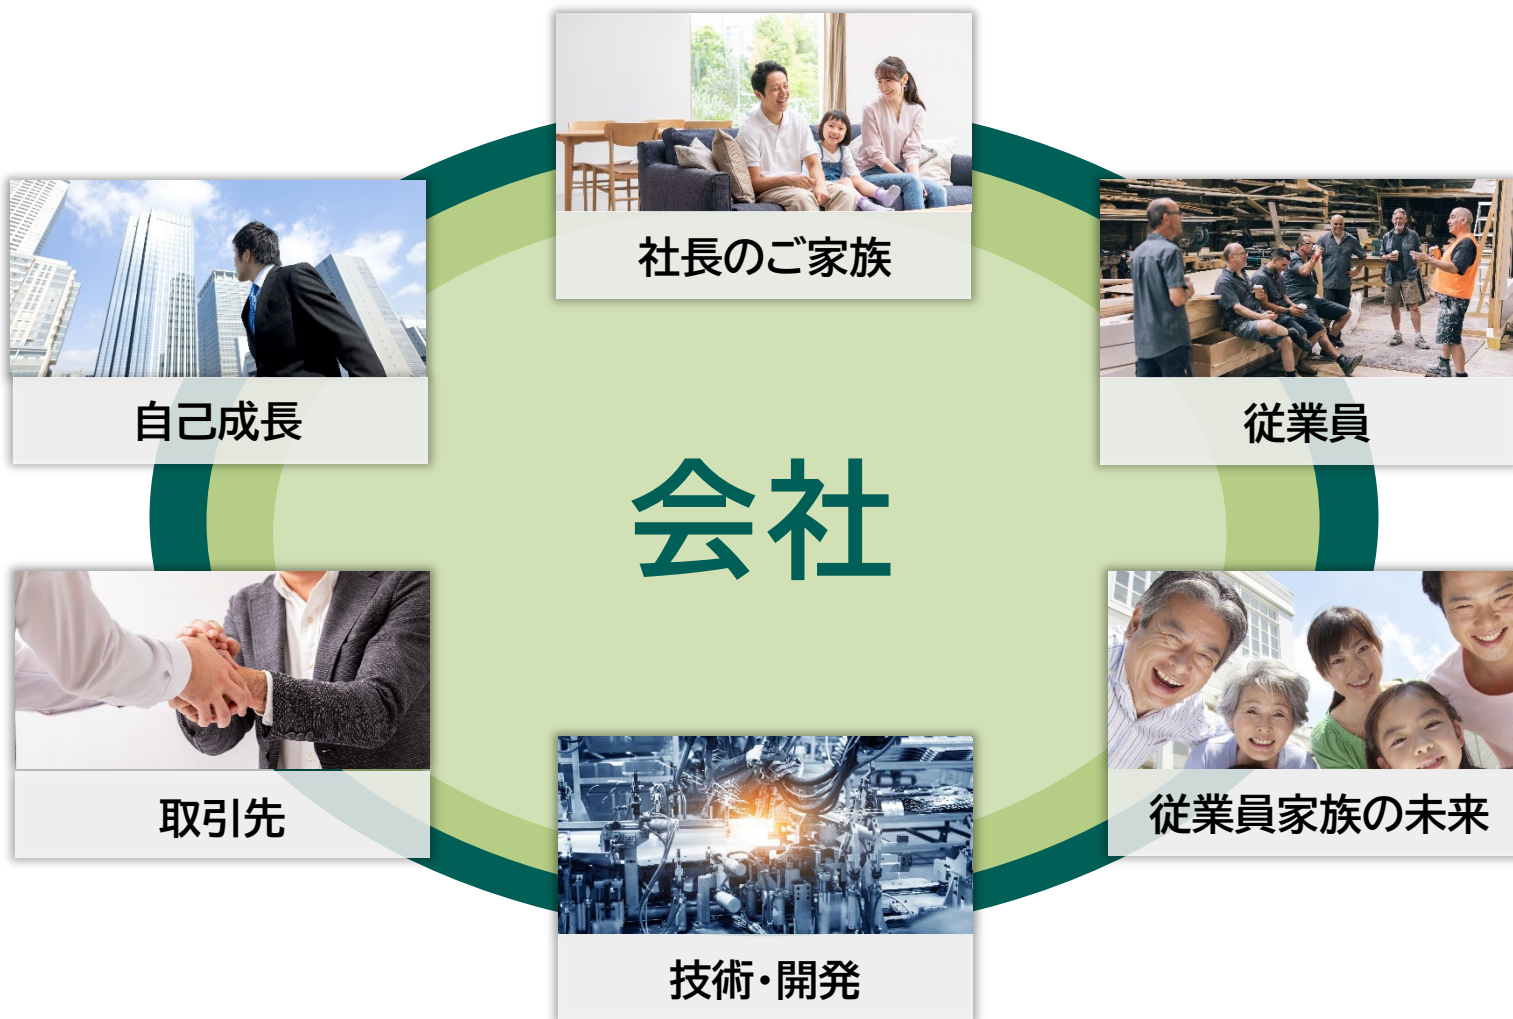 社長のご家族
自己成長
従業員
会社
取引先
従業員家族の未来
技術・開発